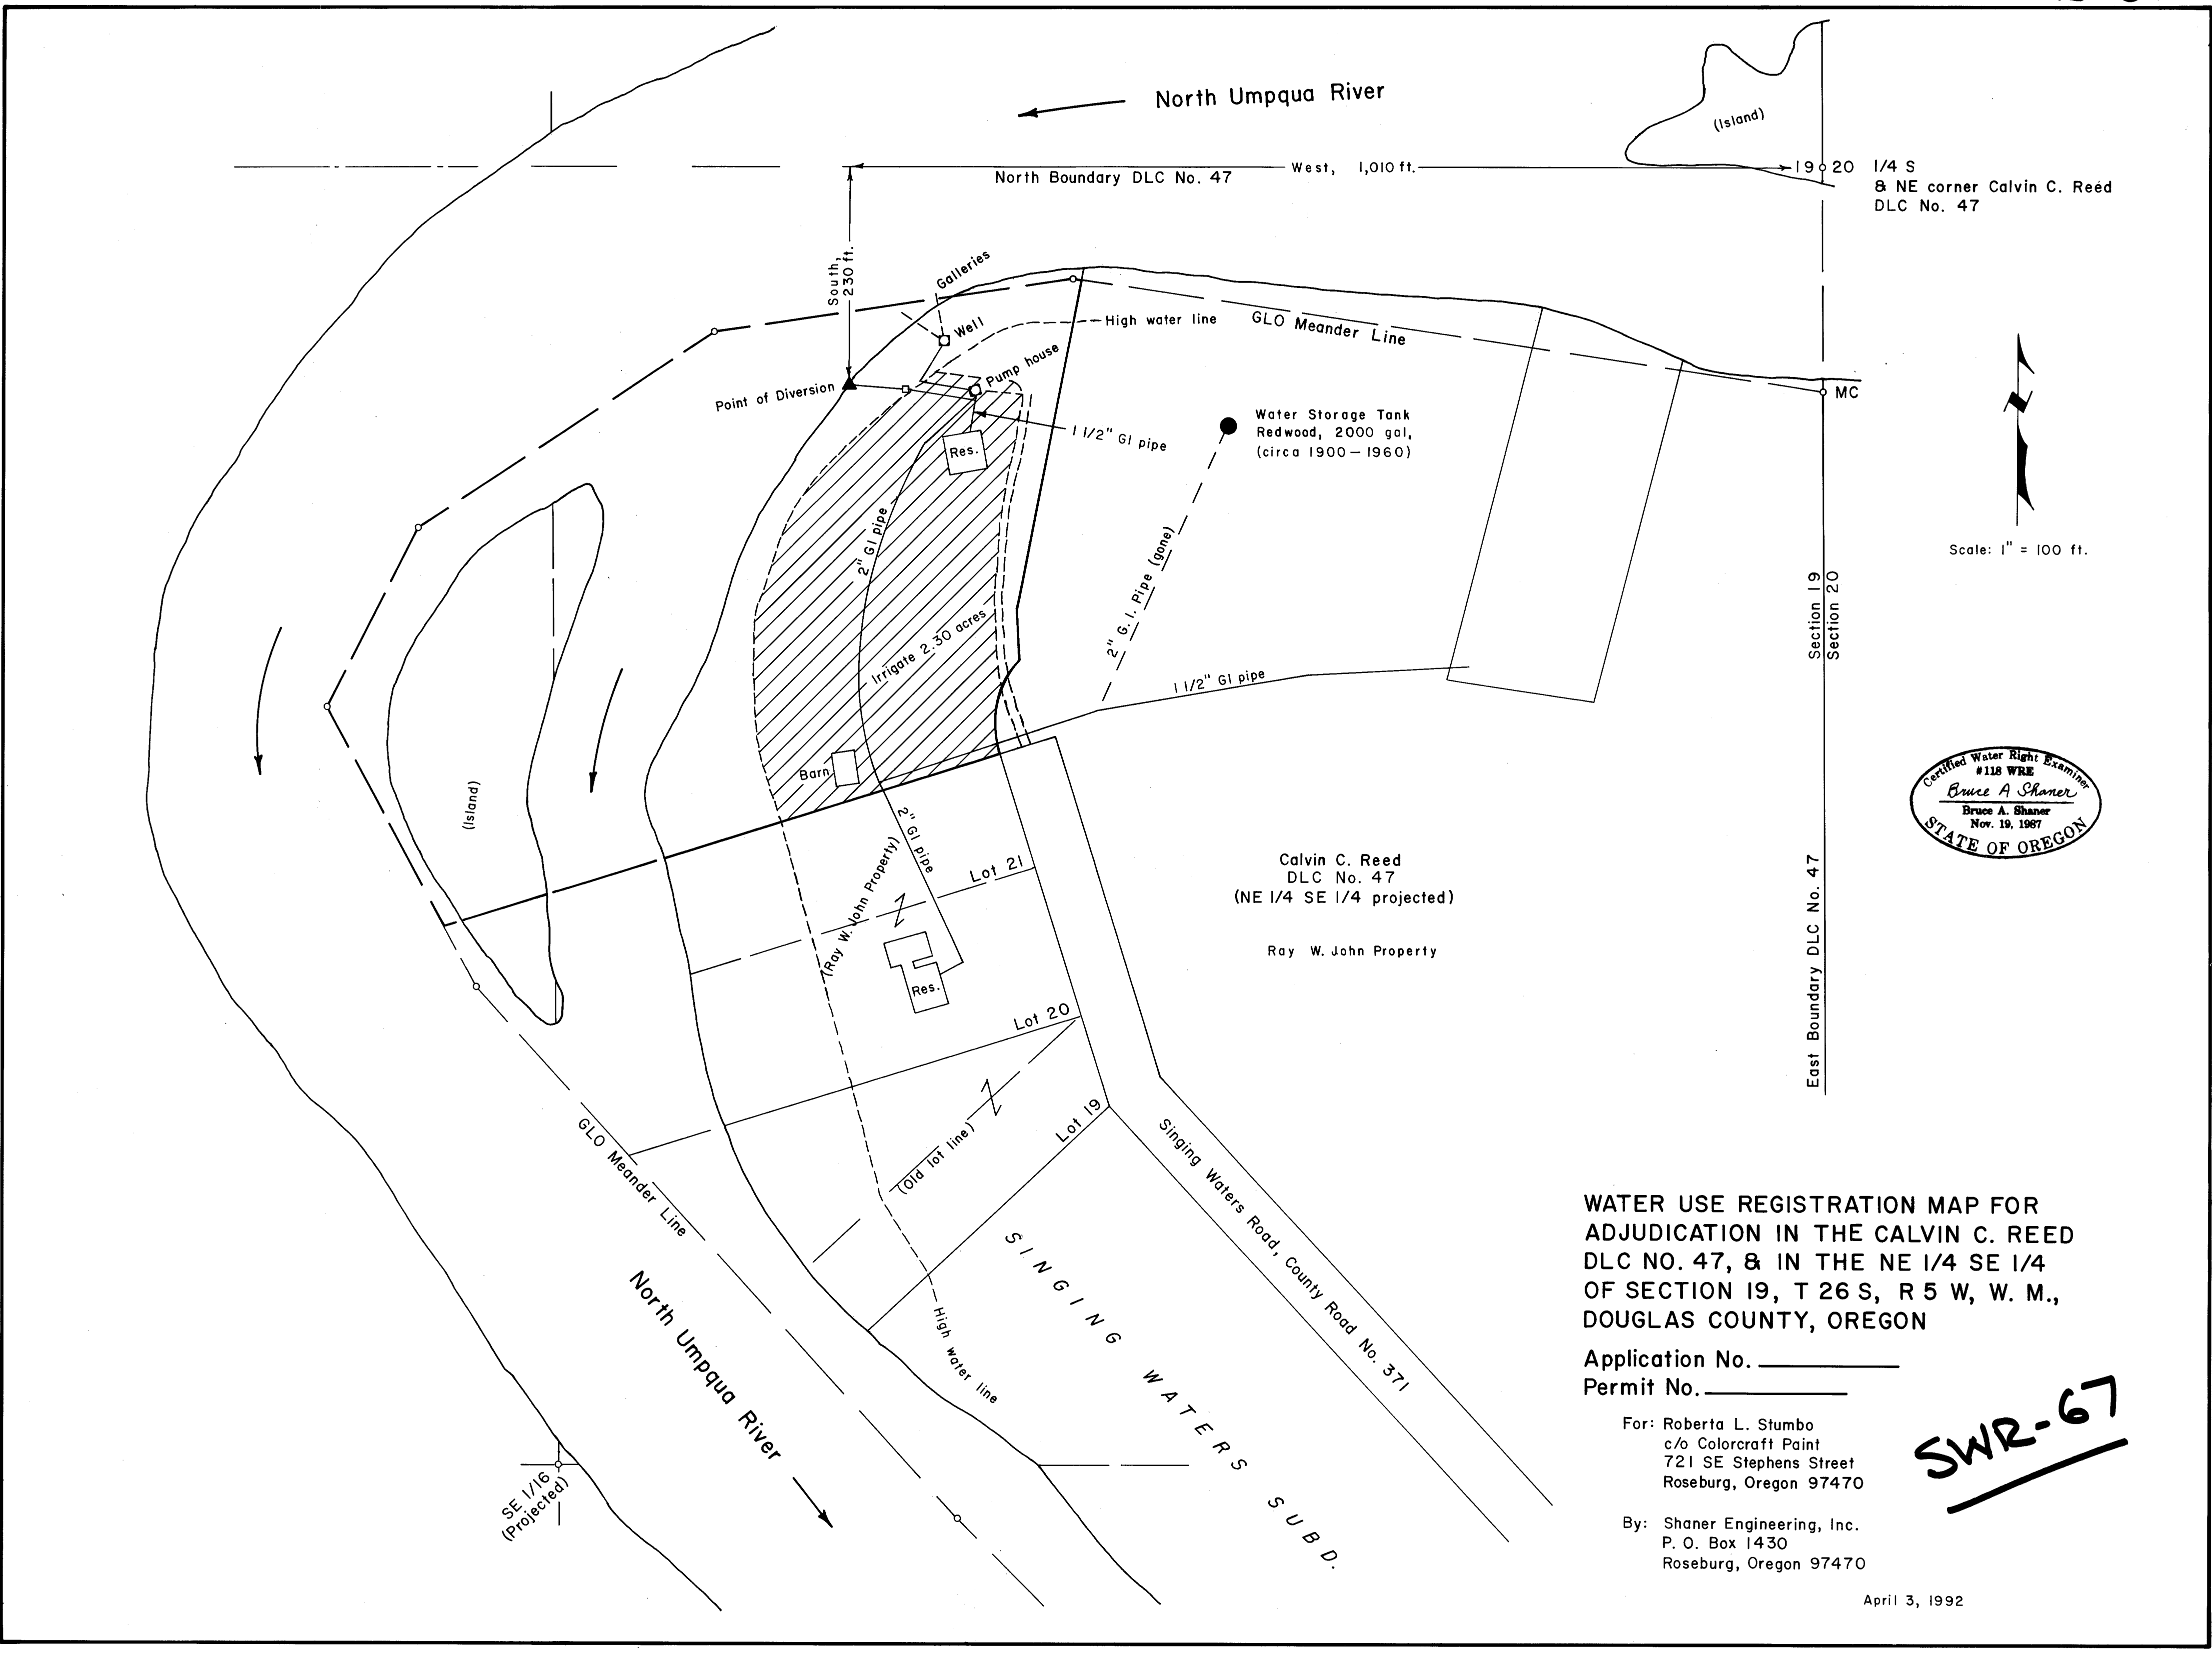 North Umpqua River
(Island)
West, 1,010 ft.
North Boundary DLC No. 47
19 20
1/4 S
& NE corner Calvin C. Reed
DLC No. 47
South,
230 ft.
Galleries
Well
High water line
GLO Meander Line
Pump house
Point of Diversion
MC
1 1/2" GI pipe
Water Storage Tank
Redwood, 2000 gal,
(circa 1900-1960)
Res.
2" GI pipe
2" G. I. Pipe (gone)
Scale: 1" = 100 ft.
Section 19
Section 20
Irrigate 2.30 acres
1 1/2" GI pipe
Barn
(Island)
2" GI pipe
(Ray W. John Property)
Lot 21
Certified Water Right Examiner
#118 WRE
Bruce A Shaner
Bruce A. Shaner
Nov. 19, 1987
STATE OF OREGON
Calvin C. Reed
DLC No. 47
(NE 1/4 SE 1/4 projected)
Ray W. John Property
East Boundary DLC No. 47
Res.
Lot 20
(Old lot line)
Lot 19
GLO Meander Line
Singing Waters Road, County Road No. 371
SINGING WATERS SUBD.
High water line
North Umpqua River
SE 1/16
(Projected)
WATER USE REGISTRATION MAP FOR
ADJUDICATION IN THE CALVIN C. REED
DLC NO. 47, & IN THE NE 1/4 SE 1/4
OF SECTION 19, T 26 S, R 5 W, W. M.,
DOUGLAS COUNTY, OREGON
Application No.
Permit No.
SWR-67
For: Roberta L. Stumbo
c/o Colorcraft Paint
721 SE Stephens Street
Roseburg, Oregon 97470
By: Shaner Engineering, Inc.
P. O. Box 1430
Roseburg, Oregon 97470
April 3, 1992